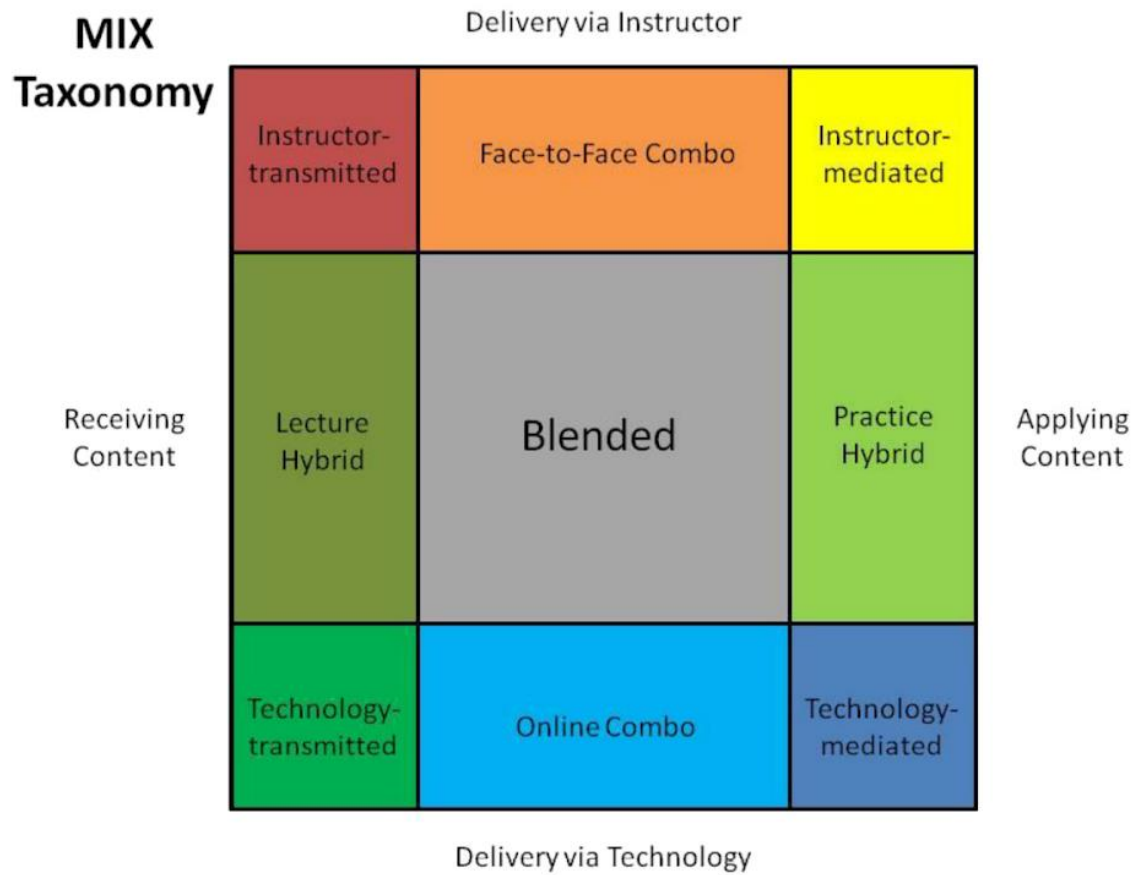 MIX
Taxonomy
Delivery via Instructor
Instructor-
transmitted
Face-to-Face Combo
Instructor-
mediated
Receiving
Content
Lecture
Hybrid
Blended
Practice
Hybrid
Applying
Content
Technology-
transmitted
Online Combo
Technology-
mediated
Delivery via Technology